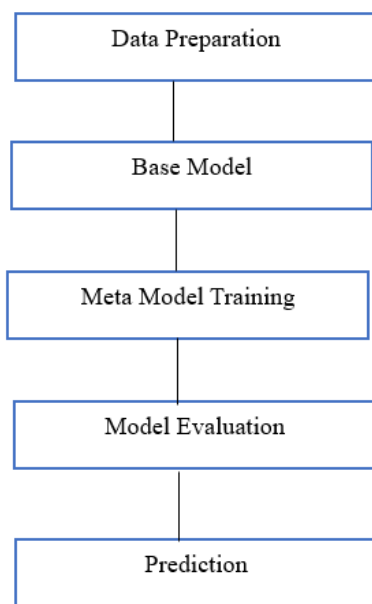 Data Preparation
Base Model
Meta Model Training
Model Evaluation
Prediction